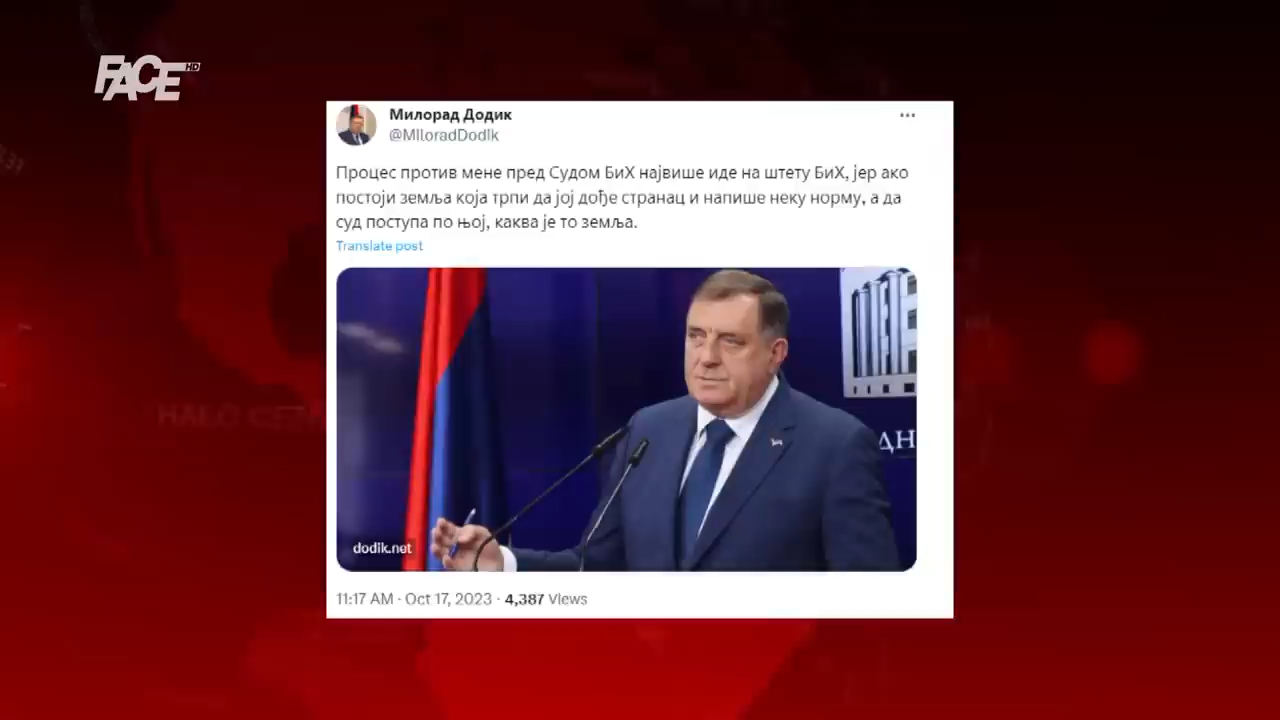 FACE HD
Милорад Додик
@MiloradDodik
Процес против мене пред Судом БиХ највише иде на штету БиХ, јер ако
постоји земља која трпи да јој дође странац и напише неку норму, а да
суд поступа по њој, каква је то земља.
Translate post
dodik.net
11:17 AM · Oct 17, 2023 · 4,387 Views